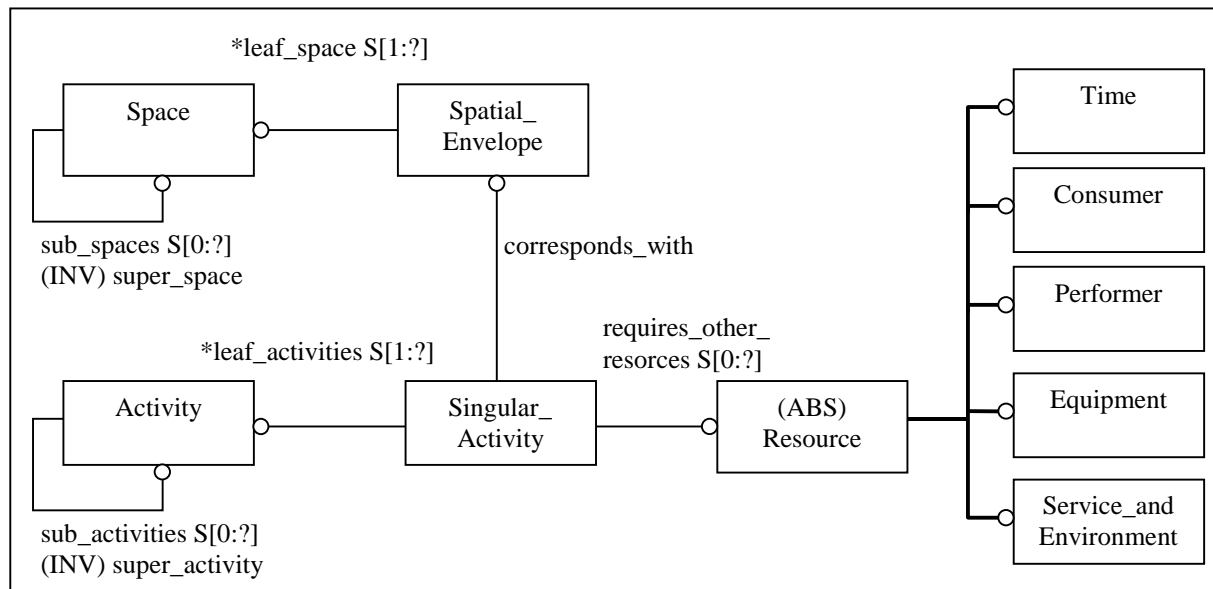 *leaf_space S[1:?]
Space
Spatial_
Envelope
sub_spaces S[0:?]
(INV) super_space
corresponds_with
*leaf_activities S[1:?]
requires_other_
resorces S[0:?]
Activity
Singular_
Activity
(ABS)
Resource
sub_activities S[0:?]
(INV) super_activity
Time
Consumer
Performer
Equipment
Service_and
Environment